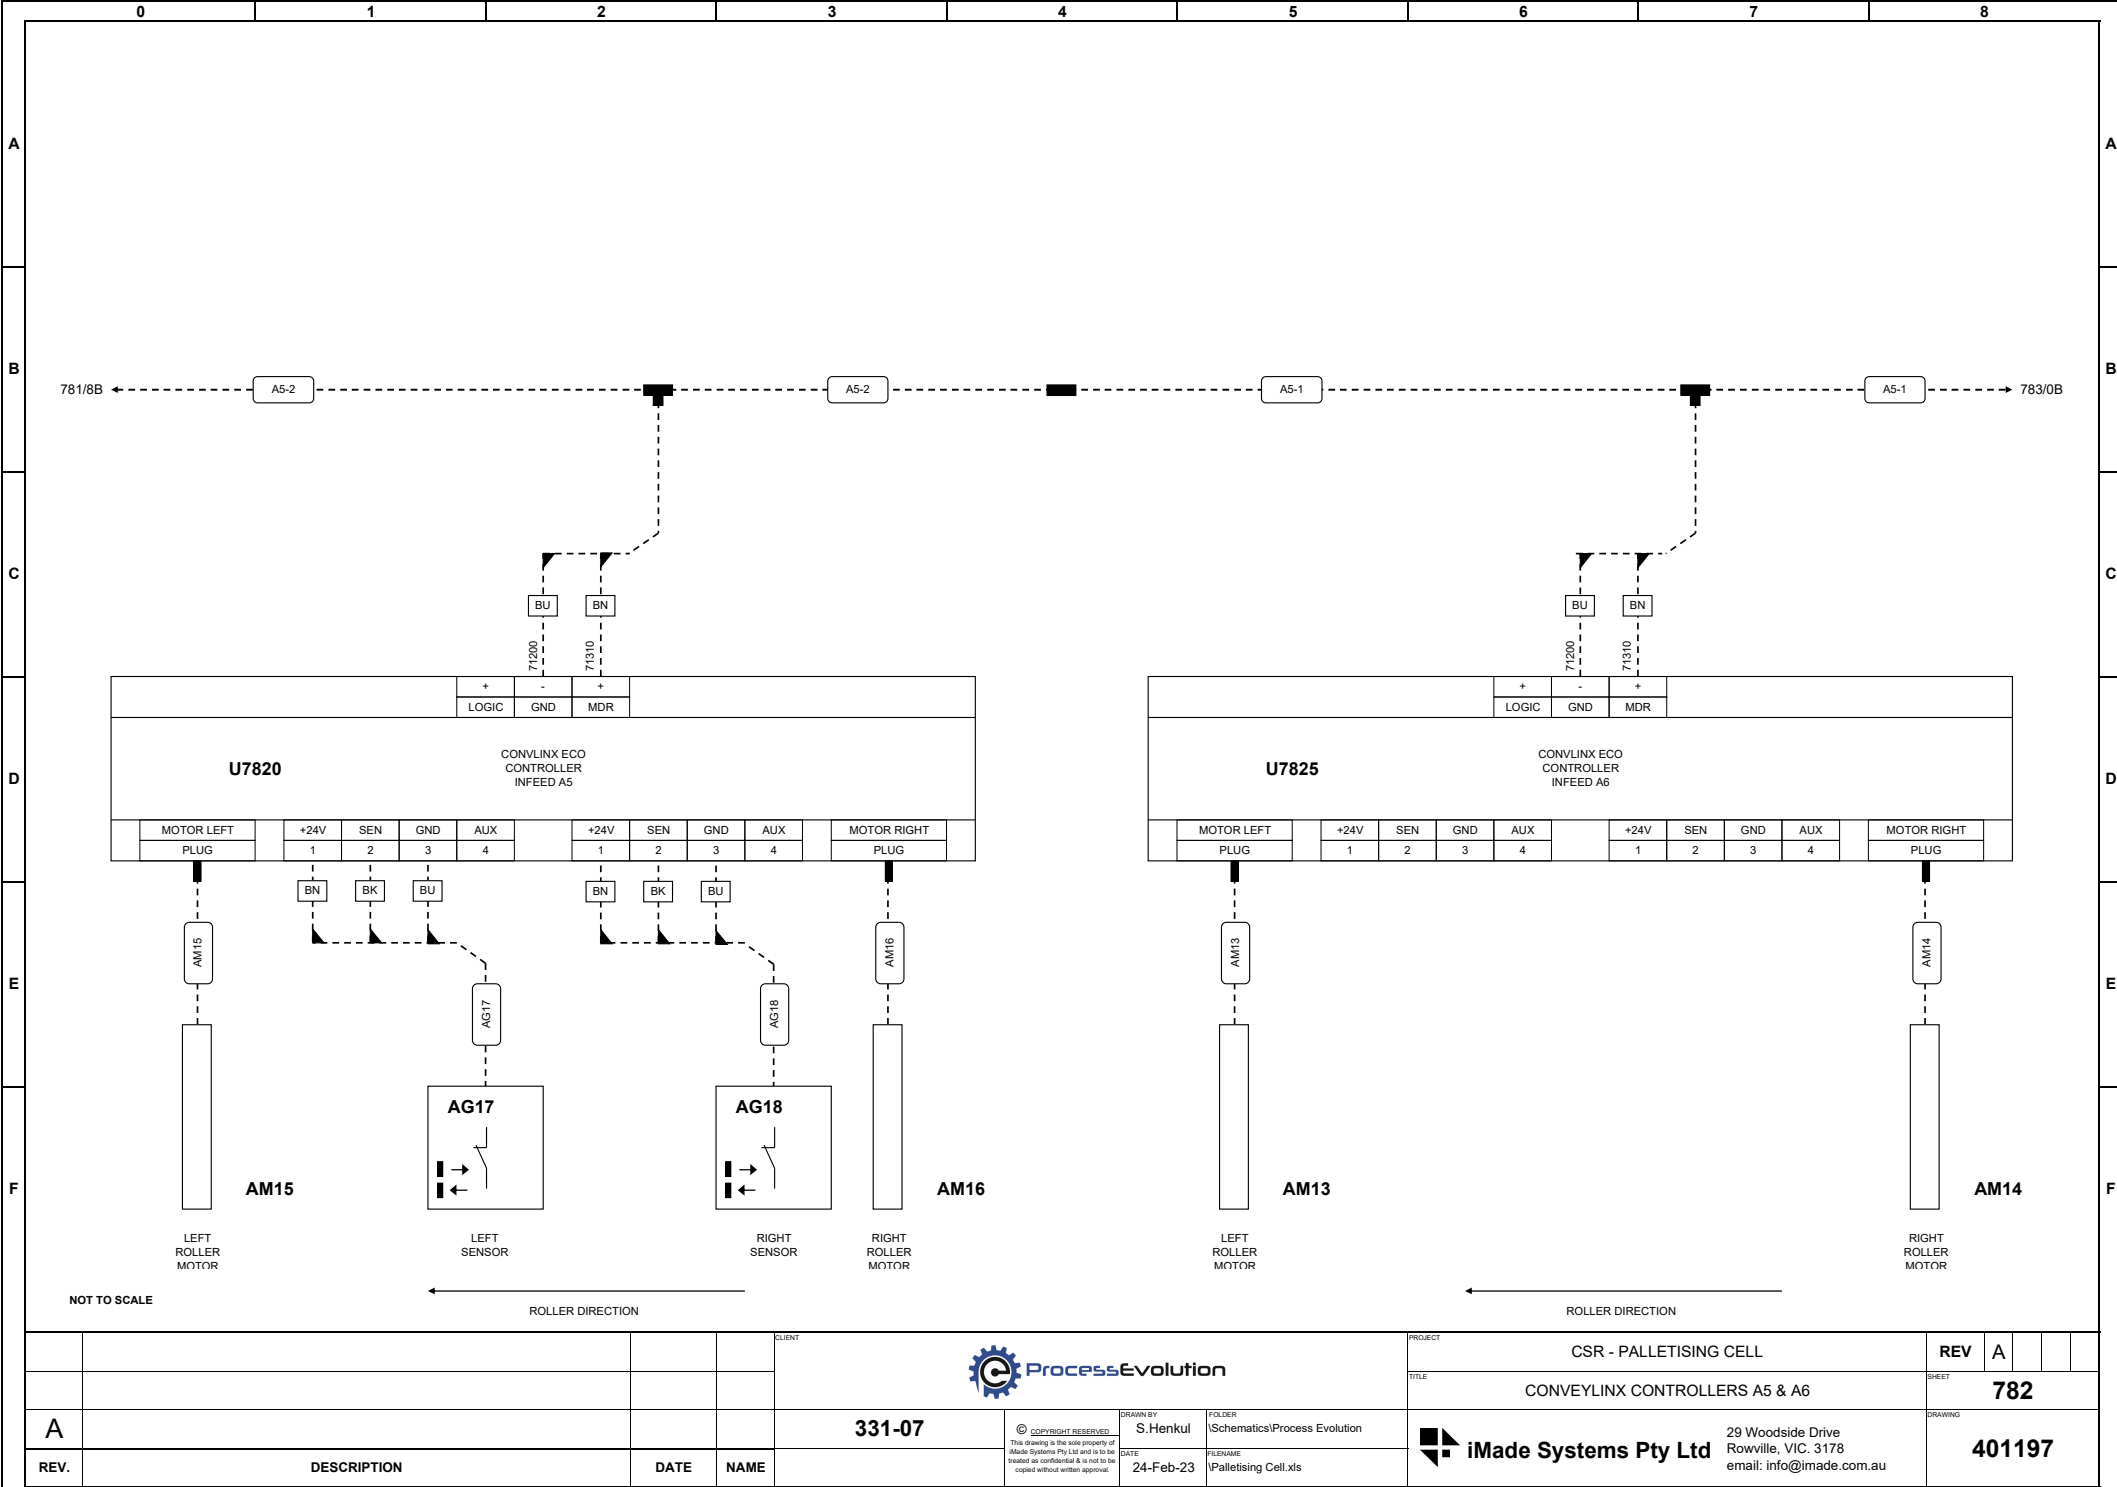 0 1 2 3 4 5 6 7 8
A A
B B
781/8B A5-2 A5-2 A5-1 A5-1 783/0B
C C
BU BN BU BN
71200 71310 71200 71310
+ - + + - +
LOGIC GND MDR LOGIC GND MDR
D D
U7820
CONVLINX ECO
CONTROLLER
INFEED A5
U7825
CONVLINX ECO
CONTROLLER
INFEED A6
MOTOR LEFT +24V SEN GND AUX +24V SEN GND AUX MOTOR RIGHT
PLUG 1 2 3 4 1 2 3 4 PLUG
MOTOR LEFT +24V SEN GND AUX +24V SEN GND AUX MOTOR RIGHT
PLUG 1 2 3 4 1 2 3 4 PLUG
BN BK BU BN BK BU
AM15 AM16 AM13 AM14
E E
AG17 AG18
AG17 AG18
F F
AM15 AM16 AM13 AM14
LEFT
ROLLER
MOTOR
LEFT
SENSOR
RIGHT
SENSOR
RIGHT
ROLLER
MOTOR
LEFT
ROLLER
MOTOR
RIGHT
ROLLER
MOTOR
NOT TO SCALE
ROLLER DIRECTION ROLLER DIRECTION
CLIENT
ProcessEvolution
331-07
A
REV. DESCRIPTION DATE NAME
© COPYRIGHT RESERVED
This drawing is the sole property of
iMade Systems Pty Ltd and is to be
treated as confidential & is not to be
copied without written approval.
DRAWN BY
S.Henkul
DATE
24-Feb-23
FOLDER
\Schematics\Process Evolution
FILENAME
\Palletising Cell.xls
PROJECT
CSR - PALLETISING CELL
TITLE
CONVEYLINX CONTROLLERS A5 & A6
iMade Systems Pty Ltd
29 Woodside Drive
Rowville, VIC. 3178
email: info@imade.com.au
REV A
SHEET
782
DRAWING
401197